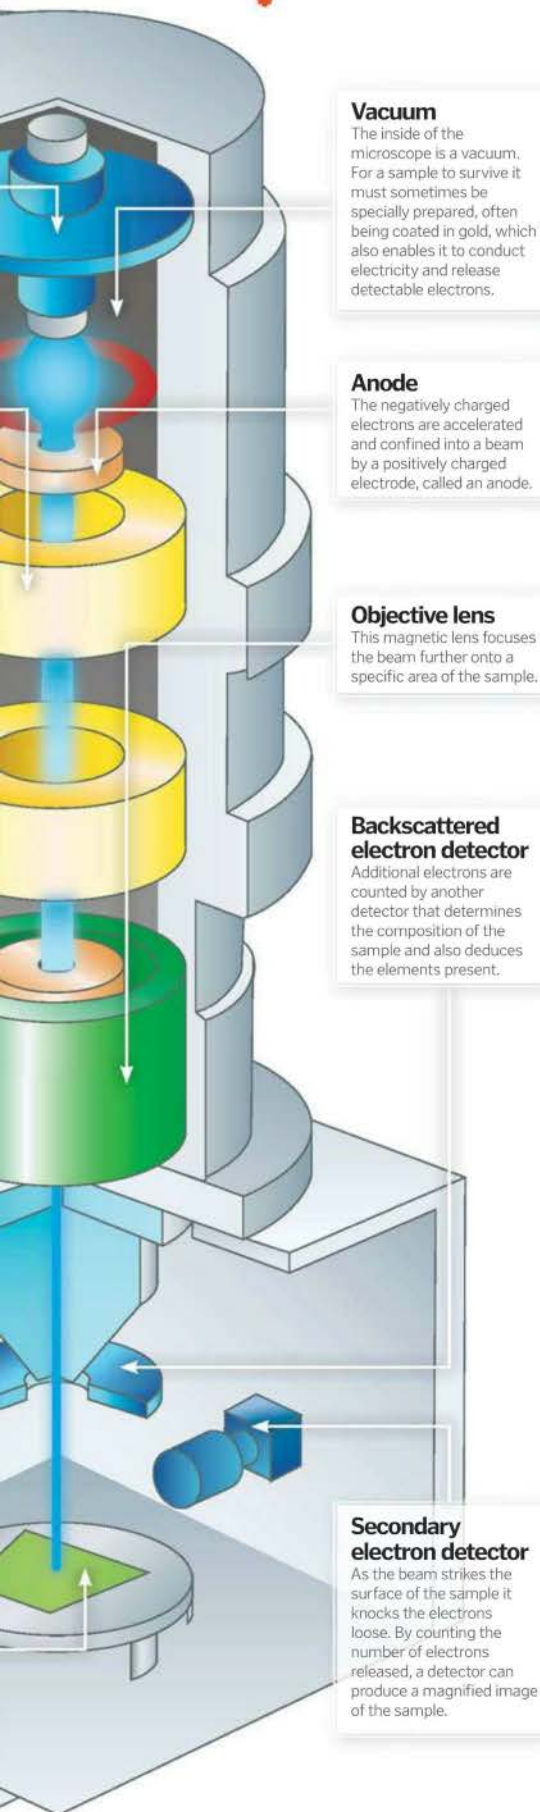 Vacuum
The inside of the
microscope is a vacuum.
For a sample to survive it
must sometimes be
specially prepared, often
being coated in gold, which
also enables it to conduct
electricity and release
detectable electrons.
Anode
The negatively charged
electrons are accelerated
and confined into a beam
by a positively charged
electrode, called an anode.
Objective lens
This magnetic lens focuses
the beam further onto a
specific area of the sample.
Backscattered
electron detector
Additional electrons are
counted by another
detector that determines
the composition of the
sample and also deduces
the elements present.
Secondary
electron detector
As the beam strikes the
surface of the sample it
knocks the electrons
loose. By counting the
number of electrons
released, a detector can
produce a magnified image
of the sample.